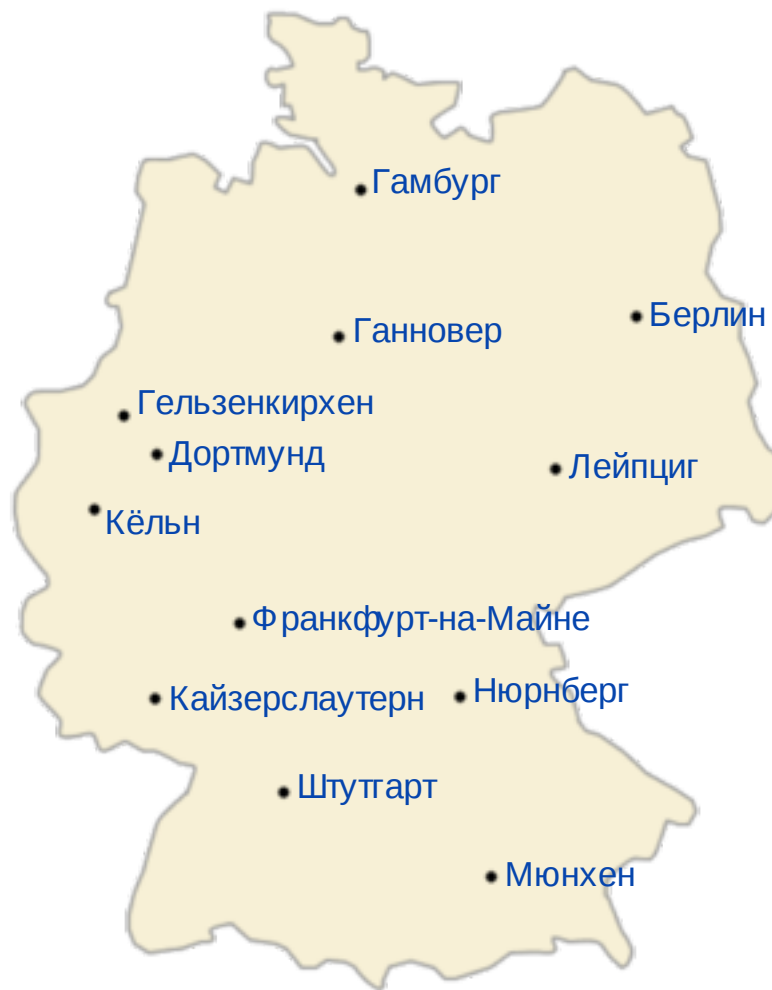 Гамбург
Берлин
Ганновер
Гельзенкирхен
Дортмунд
Лейпциг
Кёльн
Франкфурт-на-Майне
Кайзерслаутерн
Нюрнберг
Штутгарт
Мюнхен